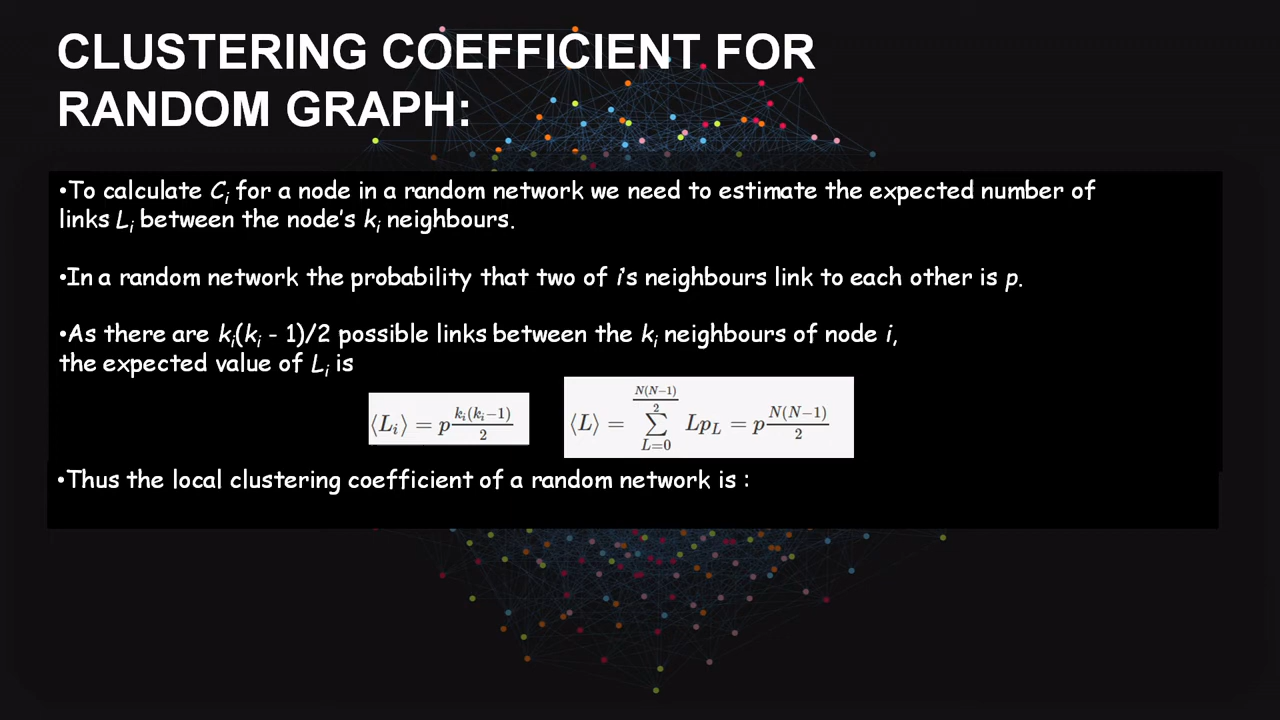 CLUSTERING COEFFICIENT FOR
RANDOM GRAPH:
•To calculate Cᵢ for a node in a random network we need to estimate the expected number of
links Lᵢ between the node's kᵢ neighbours.
•In a random network the probability that two of i's neighbours link to each other is p.
•As there are kᵢ(kᵢ - 1)/2 possible links between the kᵢ neighbours of node i,
the expected value of Lᵢ is
⟨Lᵢ⟩ = p kᵢ(kᵢ−1)/2
⟨L⟩ = ∑_{L=0}^{N(N−1)/2} Lp_L = p N(N−1)/2
•Thus the local clustering coefficient of a random network is :